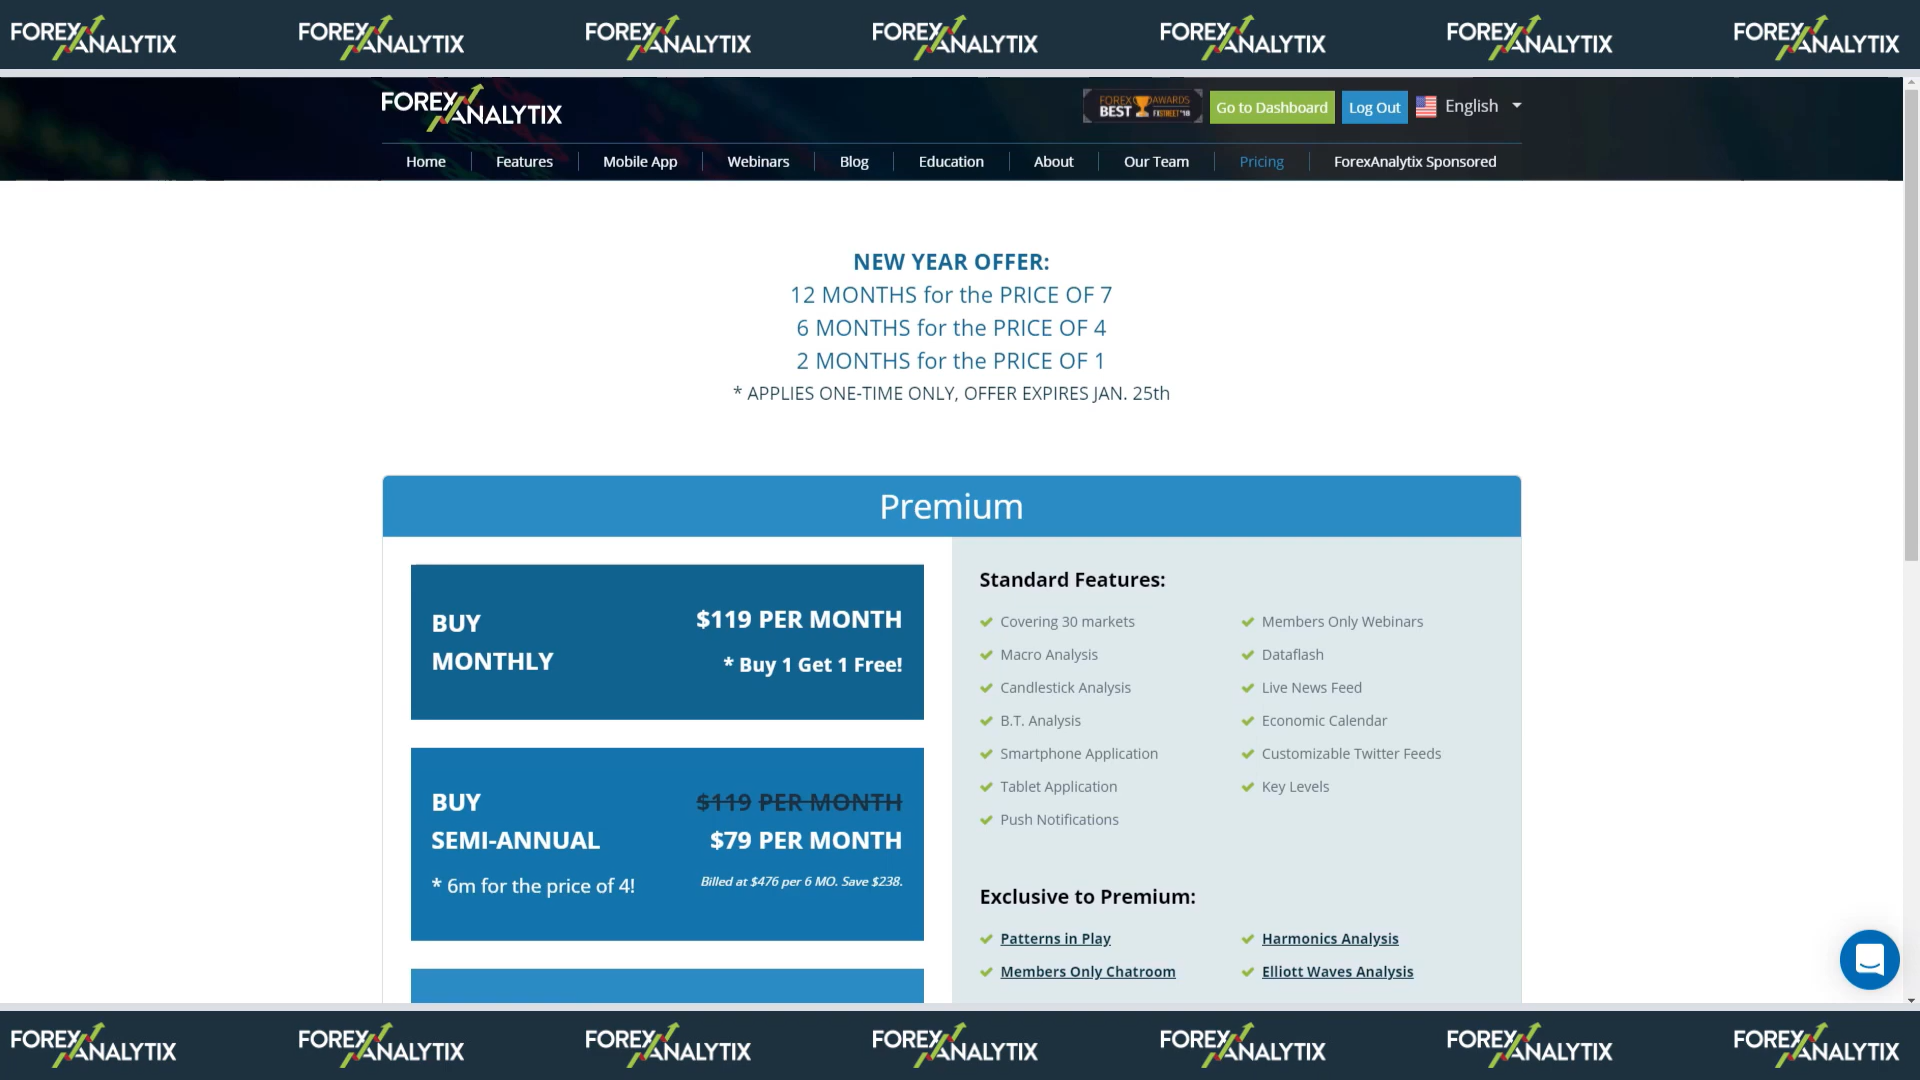 FOREX ANALYTIX FOREX ANALYTIX FOREX ANALYTIX FOREX ANALYTIX FOREX ANALYTIX FOREX ANALYTIX FOREX ANALYTIX
FOREX ANALYTIX
FOREX AWARDS
BEST FXSTREET '18
Go to Dashboard
Log Out
English
Home Features Mobile App Webinars Blog Education About Our Team Pricing ForexAnalytix Sponsored
NEW YEAR OFFER:
12 MONTHS for the PRICE OF 7
6 MONTHS for the PRICE OF 4
2 MONTHS for the PRICE OF 1
* APPLIES ONE-TIME ONLY, OFFER EXPIRES JAN. 25th
Premium
BUY
MONTHLY
$119 PER MONTH
* Buy 1 Get 1 Free!
BUY
SEMI-ANNUAL
* 6m for the price of 4!
$119 PER MONTH
$79 PER MONTH
Billed at $476 per 6 MO. Save $238.
Standard Features:
Covering 30 markets
Macro Analysis
Candlestick Analysis
B.T. Analysis
Smartphone Application
Tablet Application
Push Notifications
Members Only Webinars
Dataflash
Live News Feed
Economic Calendar
Customizable Twitter Feeds
Key Levels
Exclusive to Premium:
Patterns in Play
Members Only Chatroom
Harmonics Analysis
Elliott Waves Analysis
FOREX ANALYTIX FOREX ANALYTIX FOREX ANALYTIX FOREX ANALYTIX FOREX ANALYTIX FOREX ANALYTIX FOREX ANALYTIX